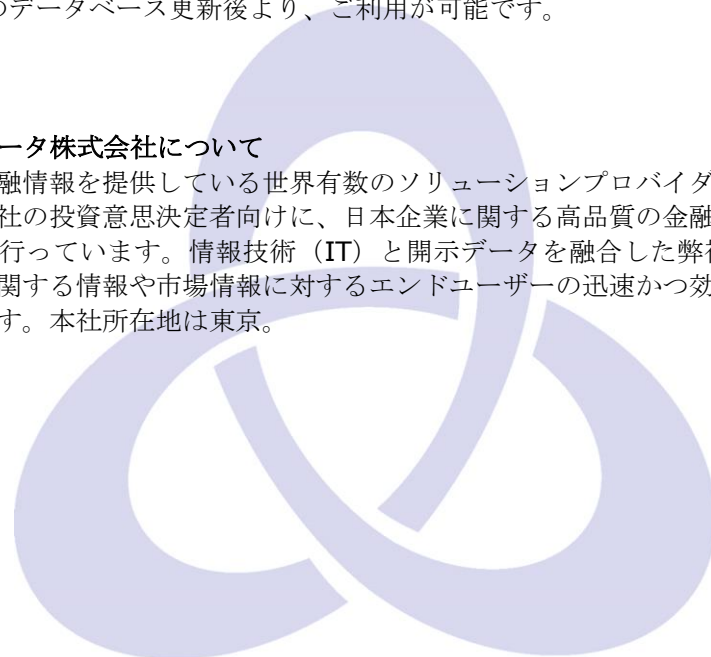 のデータベース更新後より、ご利用が可能です。
ータ株式会社について
融情報を提供している世界有数のソリューションプロバイダ
社の投資意思決定者向けに、日本企業に関する高品質の金融
行っています。情報技術（IT）と開示データを融合した弊社
関する情報や市場情報に対するエンドユーザーの迅速かつ効
す。本社所在地は東京。